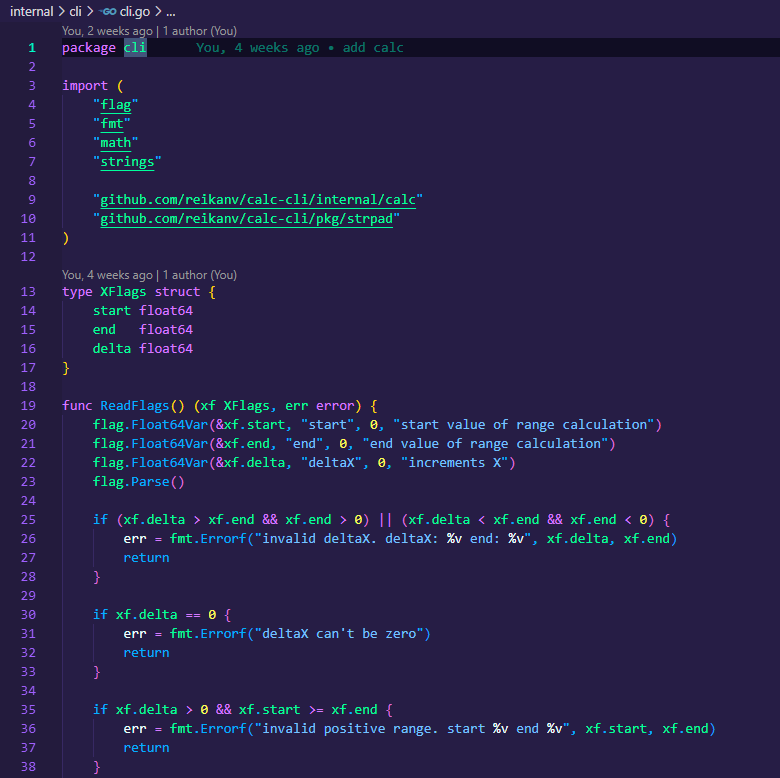 internal > cli > GO cli.go > ...
You, 2 weeks ago | 1 author (You)
1 package cli You, 4 weeks ago • add calc
2
3 import (
4 "flag"
5 "fmt"
6 "math"
7 "strings"
8
9 "github.com/reikanv/calc-cli/internal/calc"
10 "github.com/reikanv/calc-cli/pkg/strpad"
11 )
12
You, 4 weeks ago | 1 author (You)
13 type XFlags struct {
14 start float64
15 end float64
16 delta float64
17 }
18
19 func ReadFlags() (xf XFlags, err error) {
20 flag.Float64Var(&xf.start, "start", 0, "start value of range calculation")
21 flag.Float64Var(&xf.end, "end", 0, "end value of range calculation")
22 flag.Float64Var(&xf.delta, "deltaX", 0, "increments X")
23 flag.Parse()
24
25 if (xf.delta > xf.end && xf.end > 0) || (xf.delta < xf.end && xf.end < 0) {
26 err = fmt.Errorf("invalid deltaX. deltaX: %v end: %v", xf.delta, xf.end)
27 return
28 }
29
30 if xf.delta == 0 {
31 err = fmt.Errorf("deltaX can't be zero")
32 return
33 }
34
35 if xf.delta > 0 && xf.start >= xf.end {
36 err = fmt.Errorf("invalid positive range. start %v end %v", xf.start, xf.end)
37 return
38 }